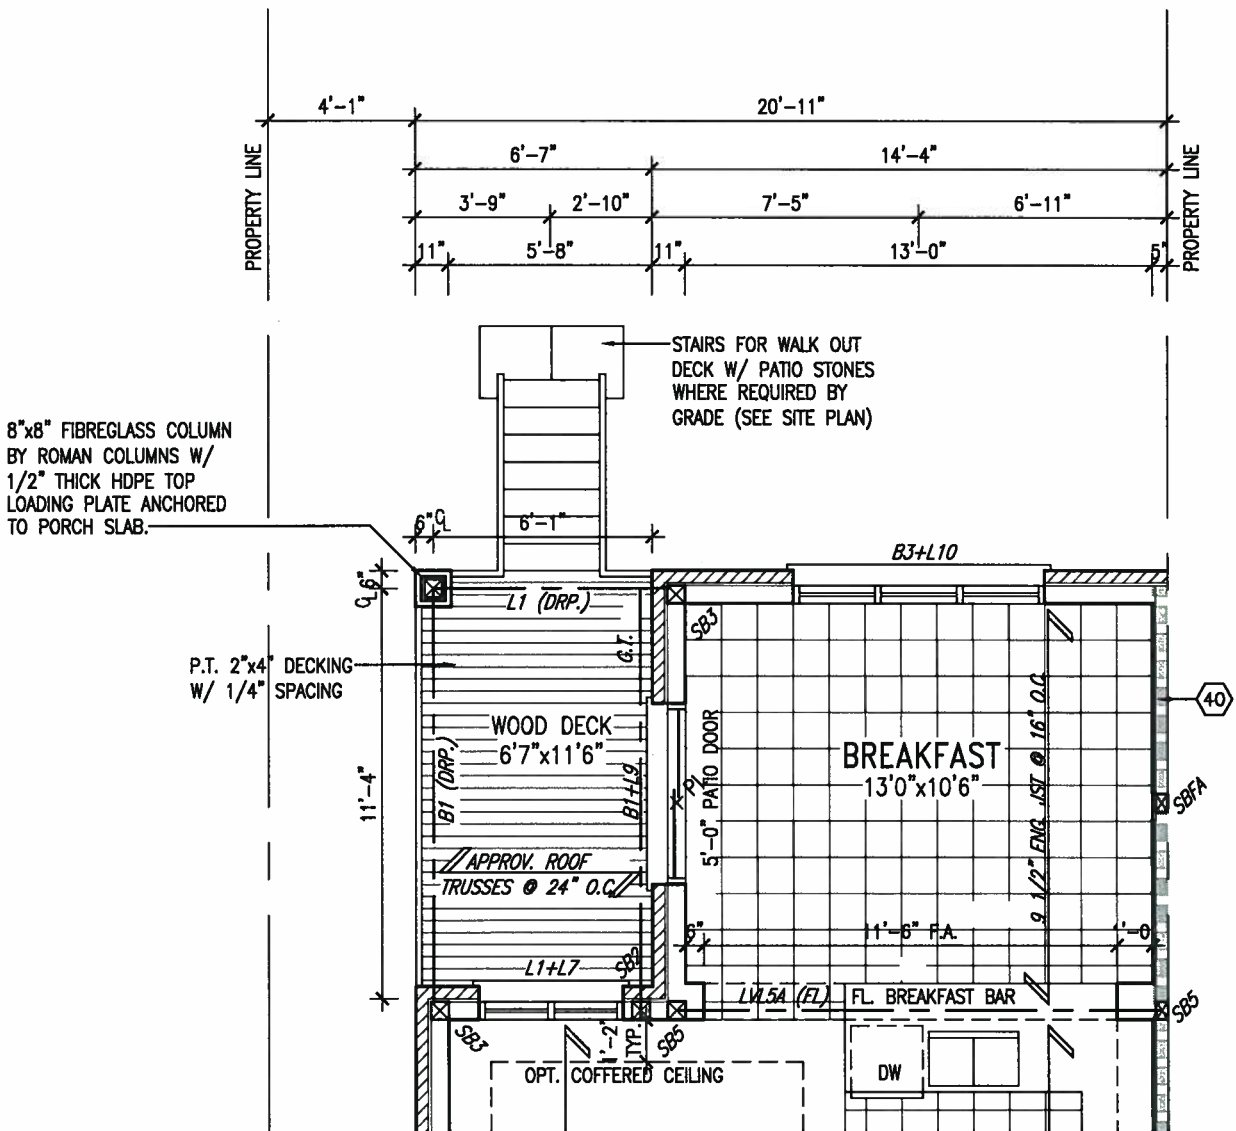 4'-1"
20'-11"
6'-7"
14'-4"
3'-9"
2'-10"
7'-5"
6'-11"
11"
5'-8"
11"
13'-0"
5"
PROPERTY LINE
PROPERTY LINE
STAIRS FOR WALK OUT
DECK W/ PATIO STONES
WHERE REQUIRED BY
GRADE (SEE SITE PLAN)
8"x8" FIBREGLASS COLUMN
BY ROMAN COLUMNS W/
1/2" THICK HDPE TOP
LOADING PLATE ANCHORED
TO PORCH SLAB.
6"
CL
6'-1"
B3+L10
CL
6"
L1 (DRP.)
G.T.
SB3
P.T. 2"x4" DECKING
W/ 1/4" SPACING
WOOD DECK
6'7"x11'6"
B1 (DRP.)
B1+L9
11'-4"
5'-0" PATIO DOOR
BREAKFAST
13'0"x10'6"
9 1/2" ENG. JST @ 16" O.C.
40
SBFA
APPROV. ROOF
TRUSSES @ 24" O.C.
6"
11'-6" F.A.
1'-0
L1+L7
SB2
LVL5A (FL)
FL. BREAKFAST BAR
SB5
SB3
1'-2"
TYP.
SB5
OPT. COFFERED CEILING
DW